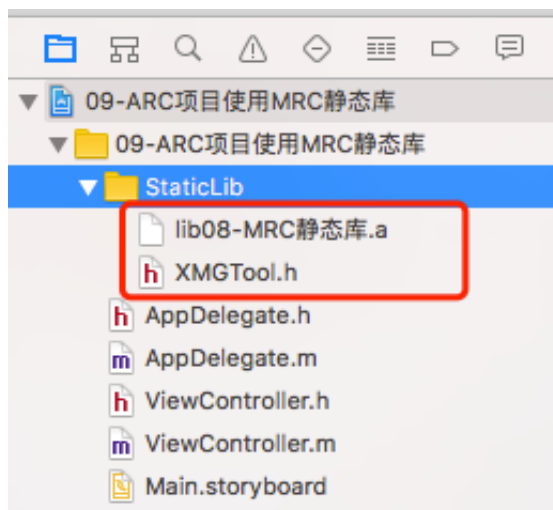 09-ARC项目使用MRC静态库
09-ARC项目使用MRC静态库
StaticLib
lib08-MRC静态库.a
h XMGTool.h
h AppDelegate.h
m AppDelegate.m
h ViewController.h
m ViewController.m
Main.storyboard